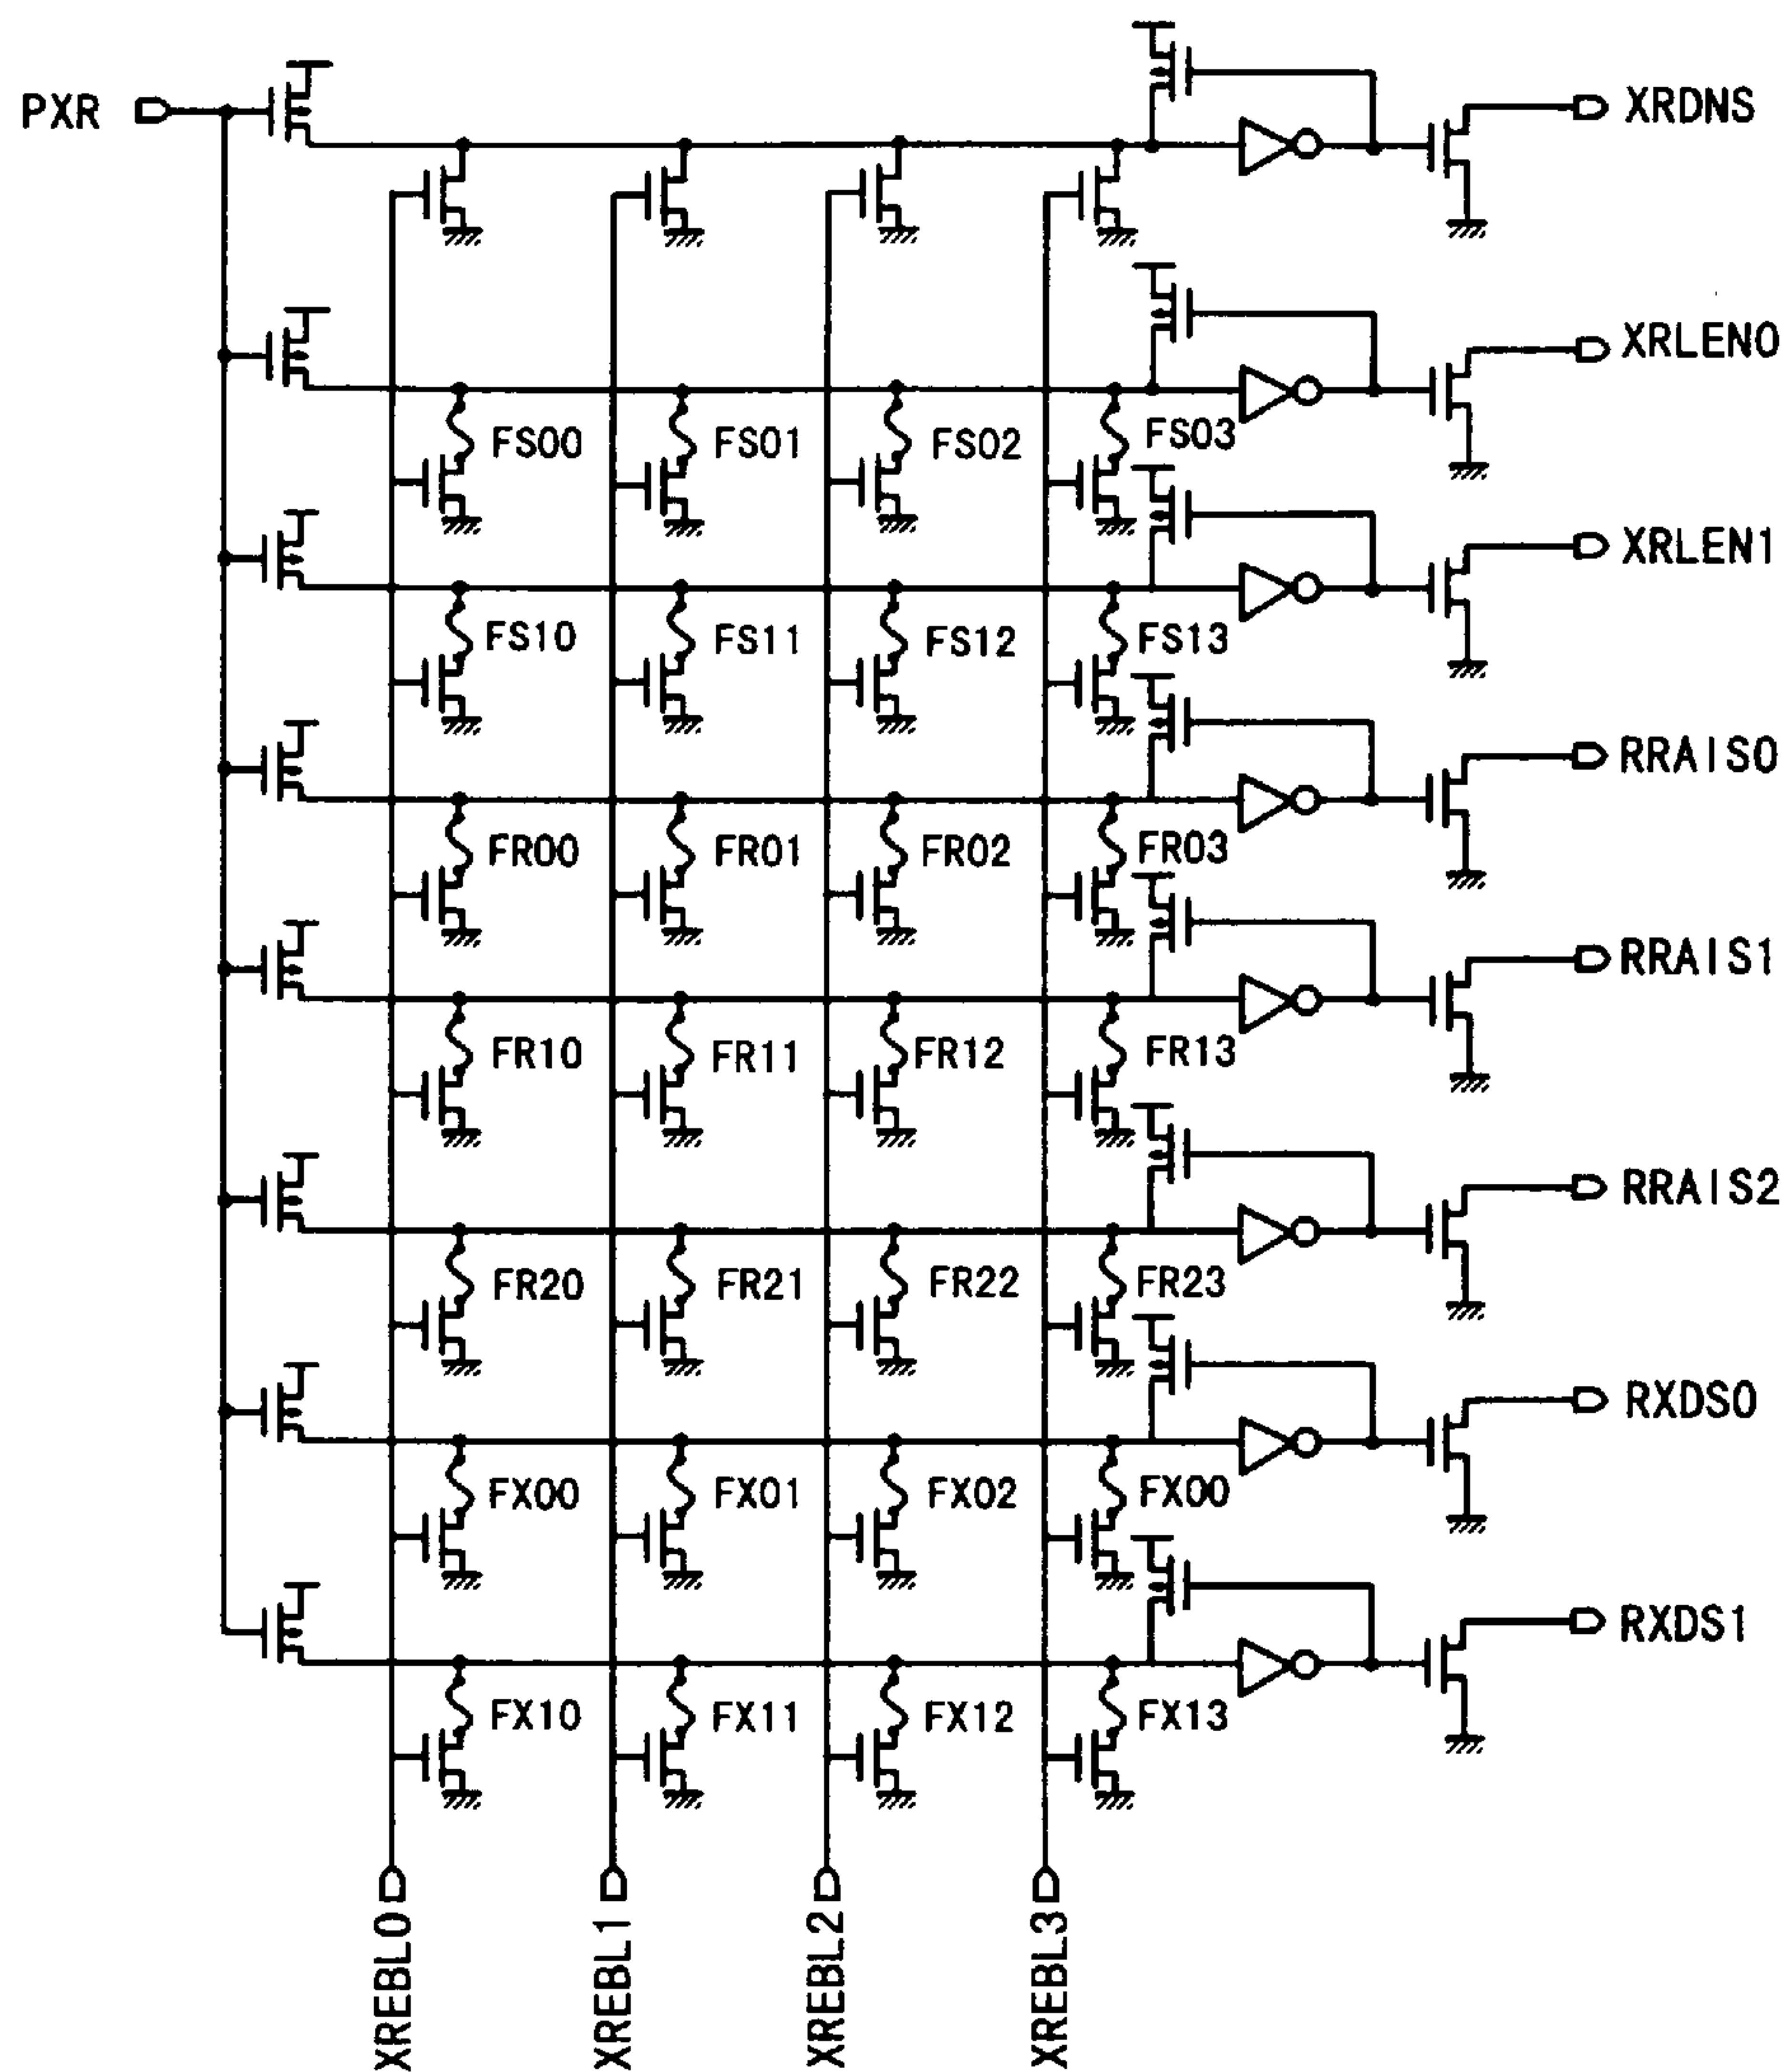 PXR
XRDNS
XRLEN0
FS00 FS01 FS02 FS03
XRLEN1
FS10 FS11 FS12 FS13
RRAIS0
FR00 FR01 FR02 FR03
RRAIS1
FR10 FR11 FR12 FR13
RRAIS2
FR20 FR21 FR22 FR23
RXDS0
FX00 FX01 FX02 FX00
RXDS1
FX10 FX11 FX12 FX13
XREBL0
XREBL1
XREBL2
XREBL3